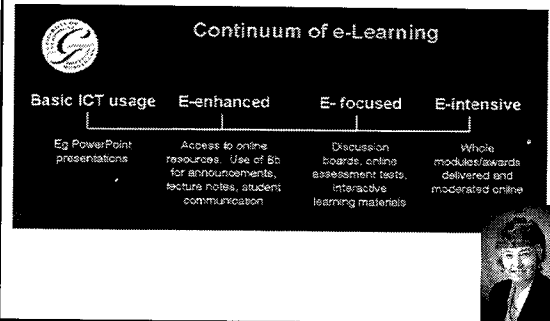 Continuum of e-Learning
Basic ICT usage E-enhanced E- focused E-intensive
Eg PowerPoint
presentations
Access to online
resources. Use of Bb
for announcements,
lecture notes, student
communication
Discussion
boards, online
assessment tests,
interactive
learning materials
Whole
modules/awards
delivered and
moderated online